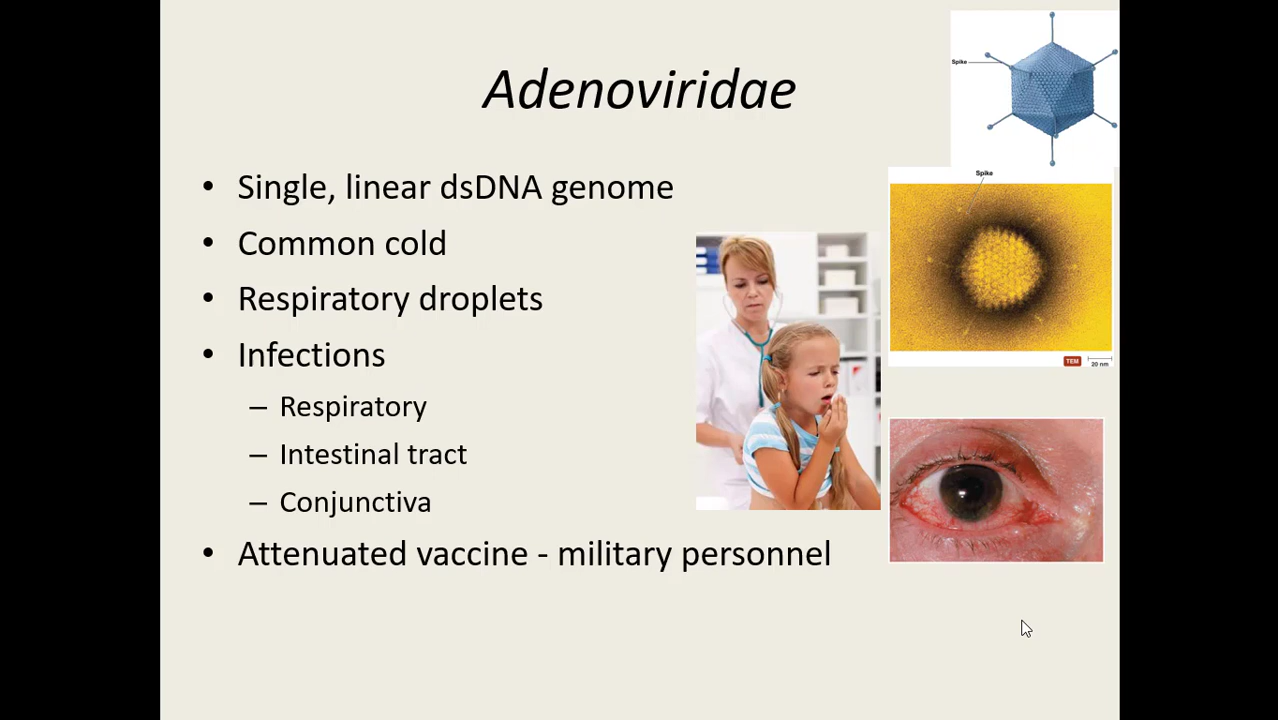 Adenoviridae
Spike
• Single, linear dsDNA genome
• Common cold
• Respiratory droplets
• Infections
– Respiratory
– Intestinal tract
– Conjunctiva
• Attenuated vaccine - military personnel
Spike
TEM
20 nm